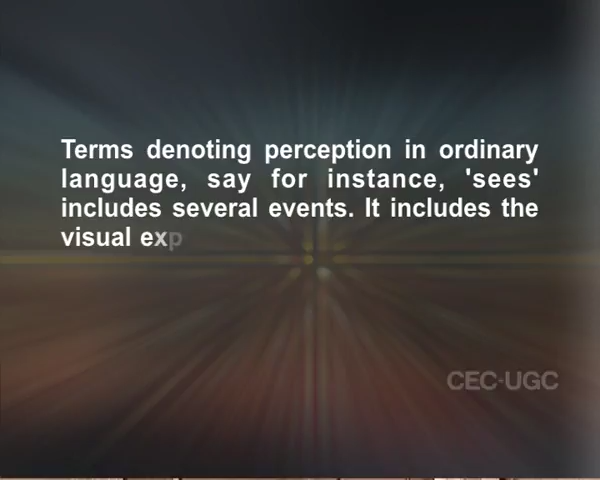 Terms denoting perception in ordinary
language, say for instance, 'sees'
includes several events. It includes the
visual exp
CEC-UGC